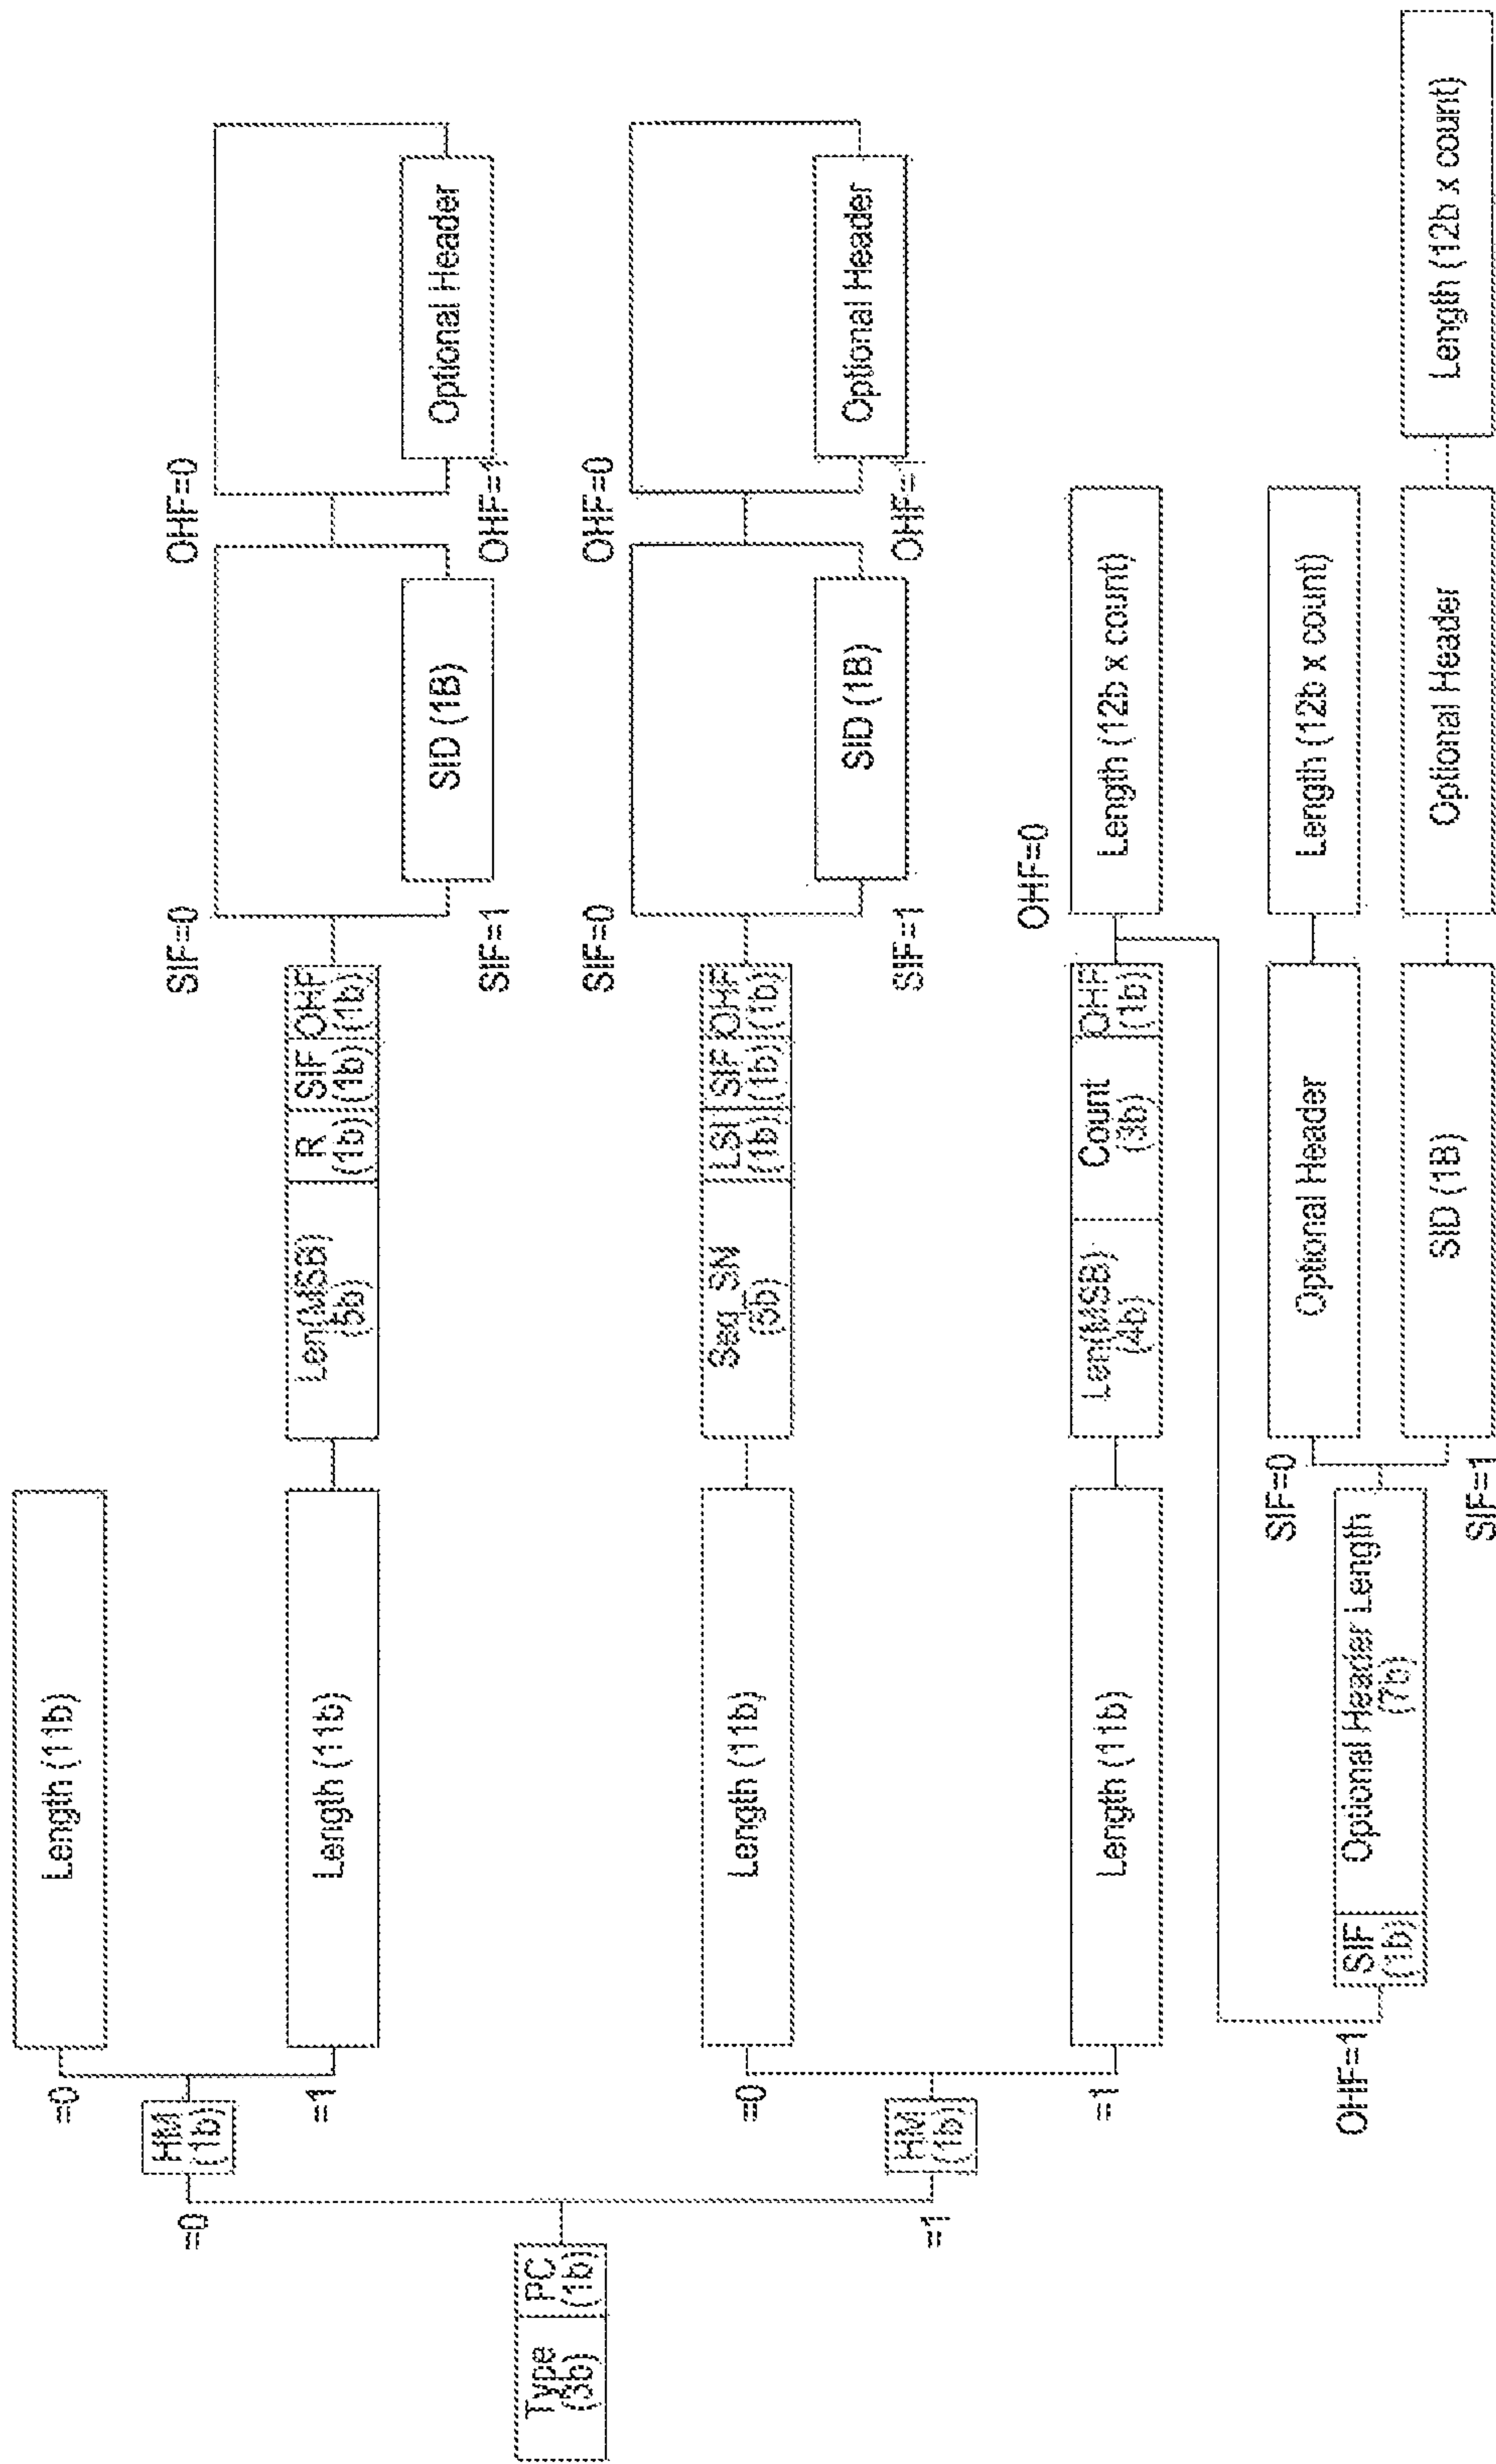 Type
(3b)
PC
(1b)
=0
HM
(1b)
=0
Length (11b)
=1
Length (11b)
Len(MSB)
(5b)
R
(1b)
SIF
(1b)
OHF
(1b)
SIF=0
SIF=1
SID (1B)
OHF=0
OHF=1
Optional Header
=1
HM
(1b)
=0
Length (11b)
Seq_SN
(5b)
LSI
(1b)
SIF
(1b)
OHF
(1b)
SIF=0
SIF=1
SID (1B)
OHF=0
OHF=1
Optional Header
=1
Length (11b)
Len(MSB)
(4b)
Count
(3b)
OHF
(1b)
OHF=0
Length (12b x count)
OHF=1
SIF
(1b)
Optional Header Length
(7b)
SIF=0
Optional Header
Length (12b x count)
SIF=1
SID (1B)
Optional Header
Length (12b x count)